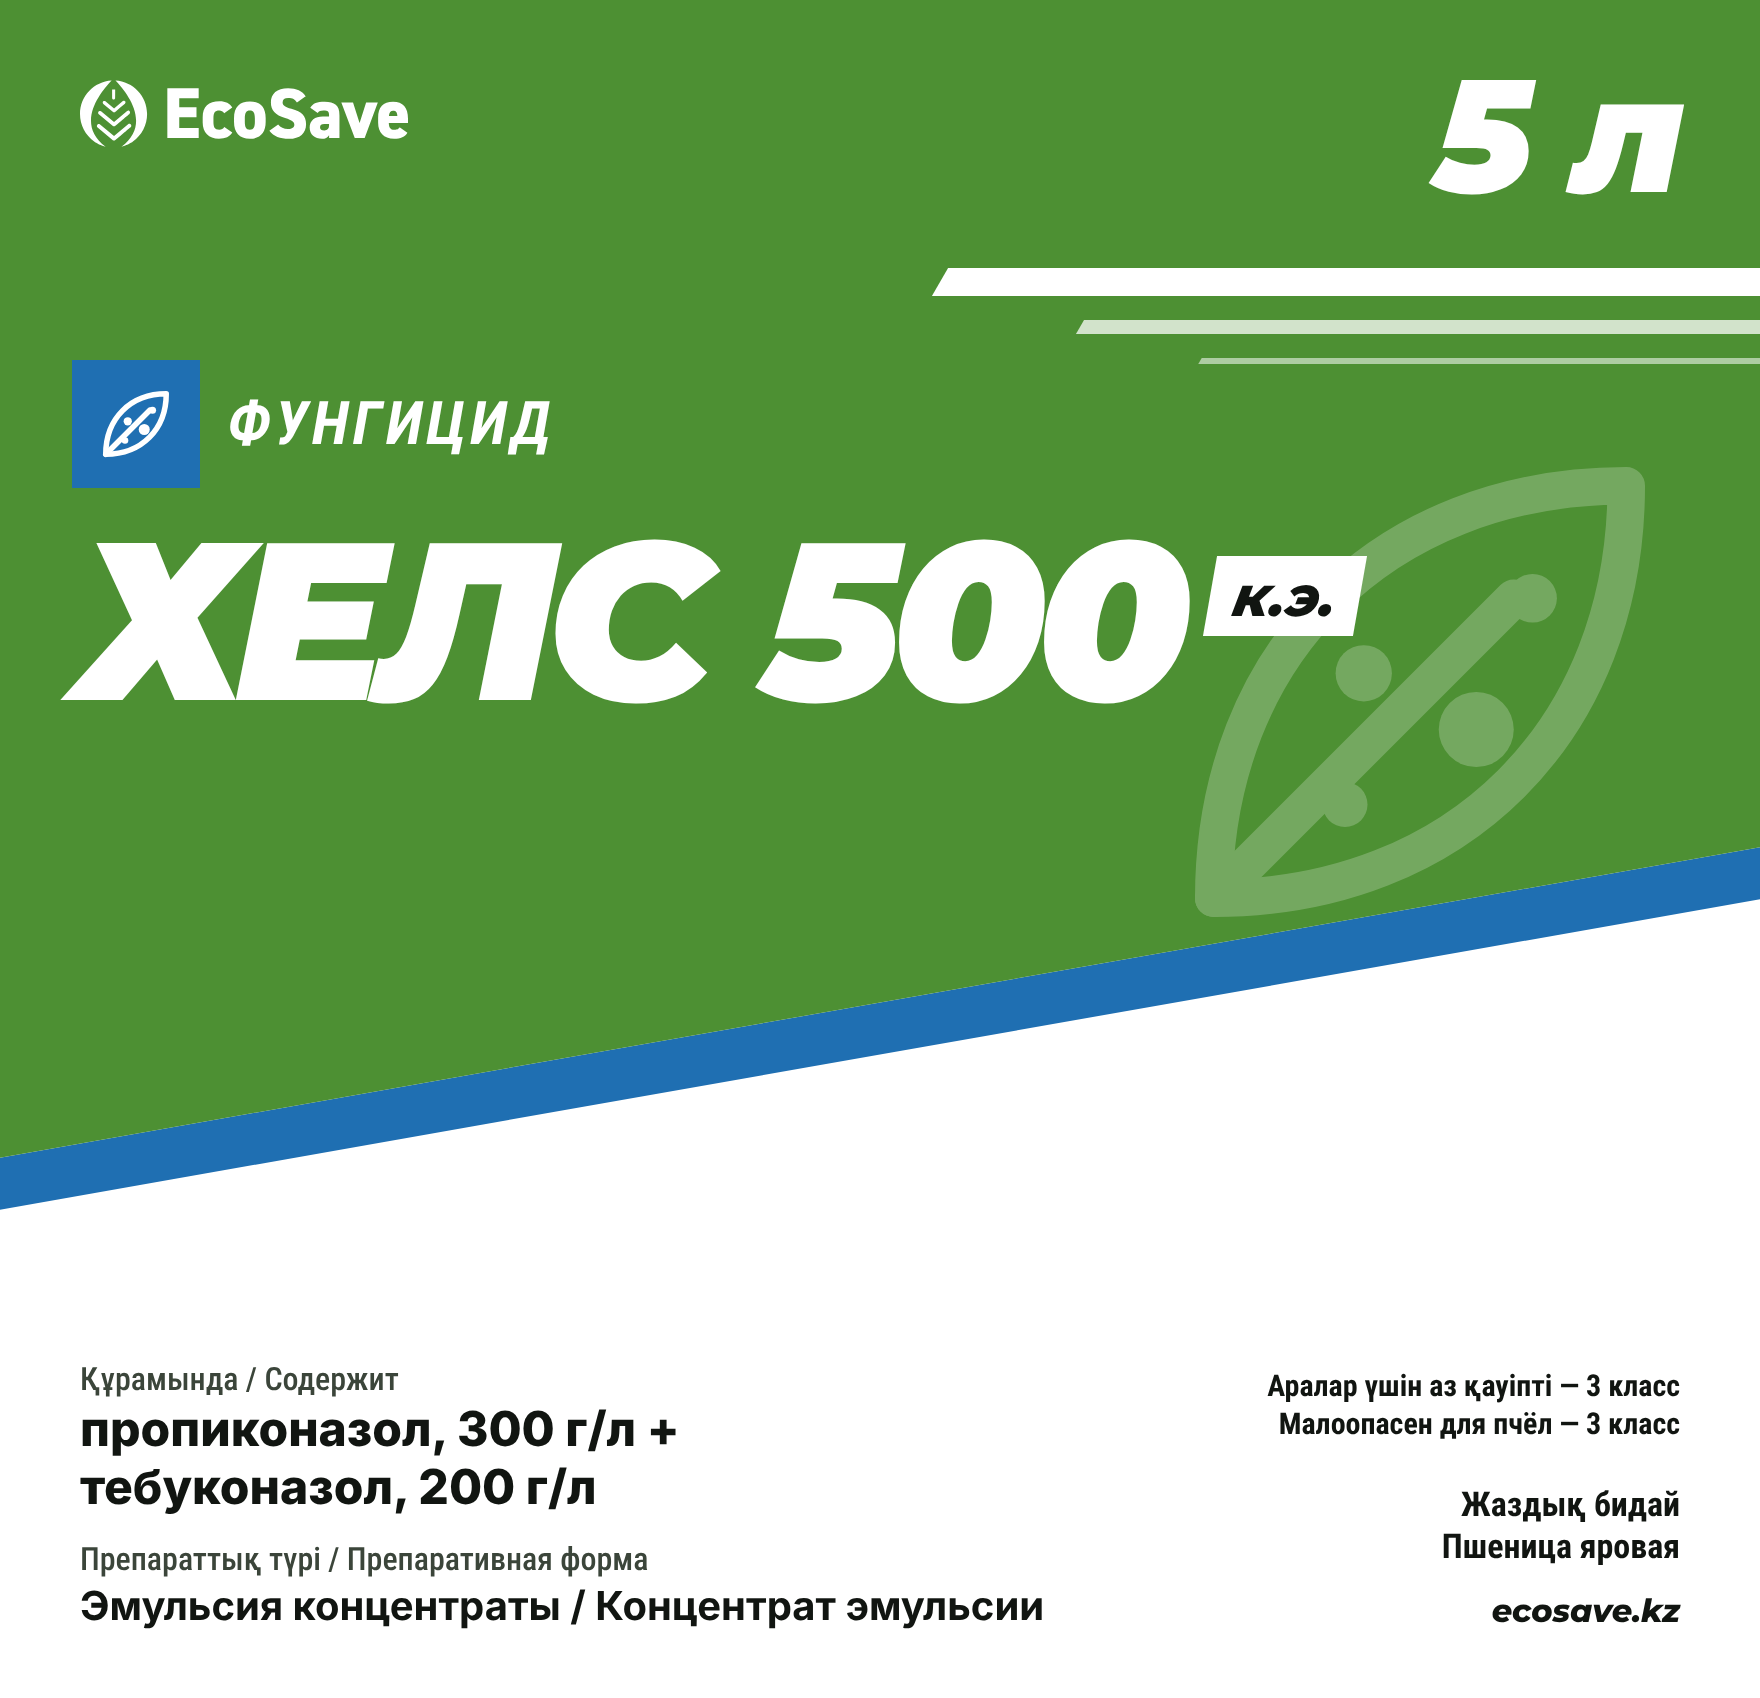 EcoSave
5 л
ФУНГИЦИД
ХЕЛС 500 к.э.
Құрамында / Содержит
пропиконазол, 300 г/л +
тебуконазол, 200 г/л
Препараттық түрі / Препаративная форма
Эмульсия концентраты / Концентрат эмульсии
Аралар үшін аз қауіпті – 3 класс
Малоопасен для пчёл – 3 класс
Жаздық бидай
Пшеница яровая
ecosave.kz